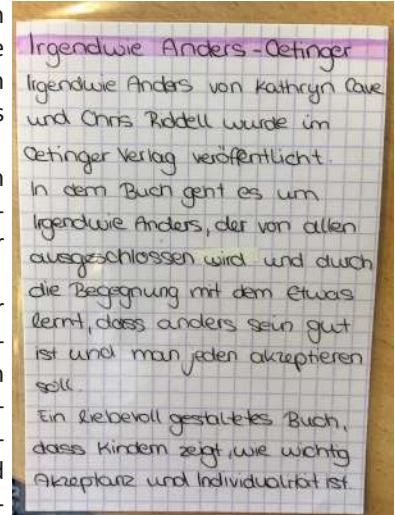 Irgendwie Anders - Oetinger
Irgendwie Anders von Kathryn Cave
und Chris Riddell wurde im
Oetinger Verlag veröffentlicht.
In dem Buch geht es um
Irgendwie Anders, der von allen
ausgeschlossen wird und durch
die Begegnung mit dem Etwas
lernt, dass anders sein gut
ist und man jeden akzeptieren
soll.
Ein liebevoll gestaltetes Buch,
dass Kindern zeigt, wie wichtig
Akzeptanz und Individualität ist.